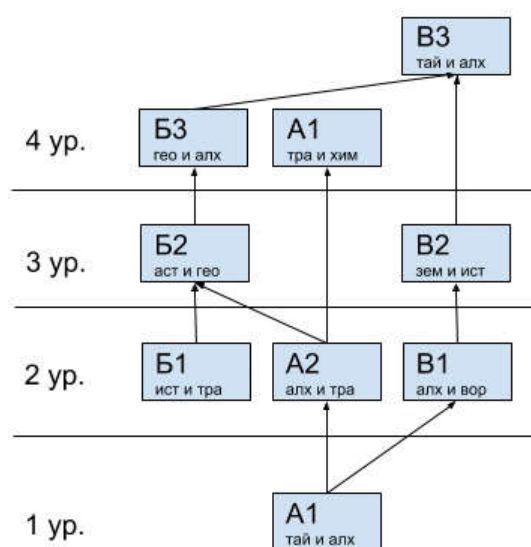 В3
тай и алх
4 ур.
Б3
гео и алх
А1
тра и хим
3 ур.
Б2
аст и гео
В2
зем и ист
2 ур.
Б1
ист и тра
А2
алх и тра
В1
алх и вор
1 ур.
А1
тай и алх